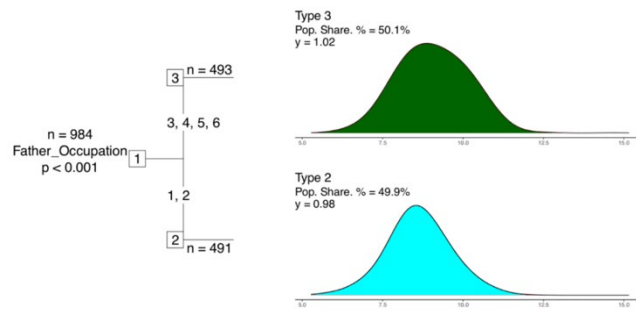 n = 984
Father_Occupation
p < 0.001
1
3
n = 493
3, 4, 5, 6
1, 2
2
n = 491
Type 3
Pop. Share. % = 50.1%
y = 1.02
5.0 7.5 10.0 12.5 15.0
Type 2
Pop. Share. % = 49.9%
y = 0.98
5.0 7.5 10.0 12.5 15.0